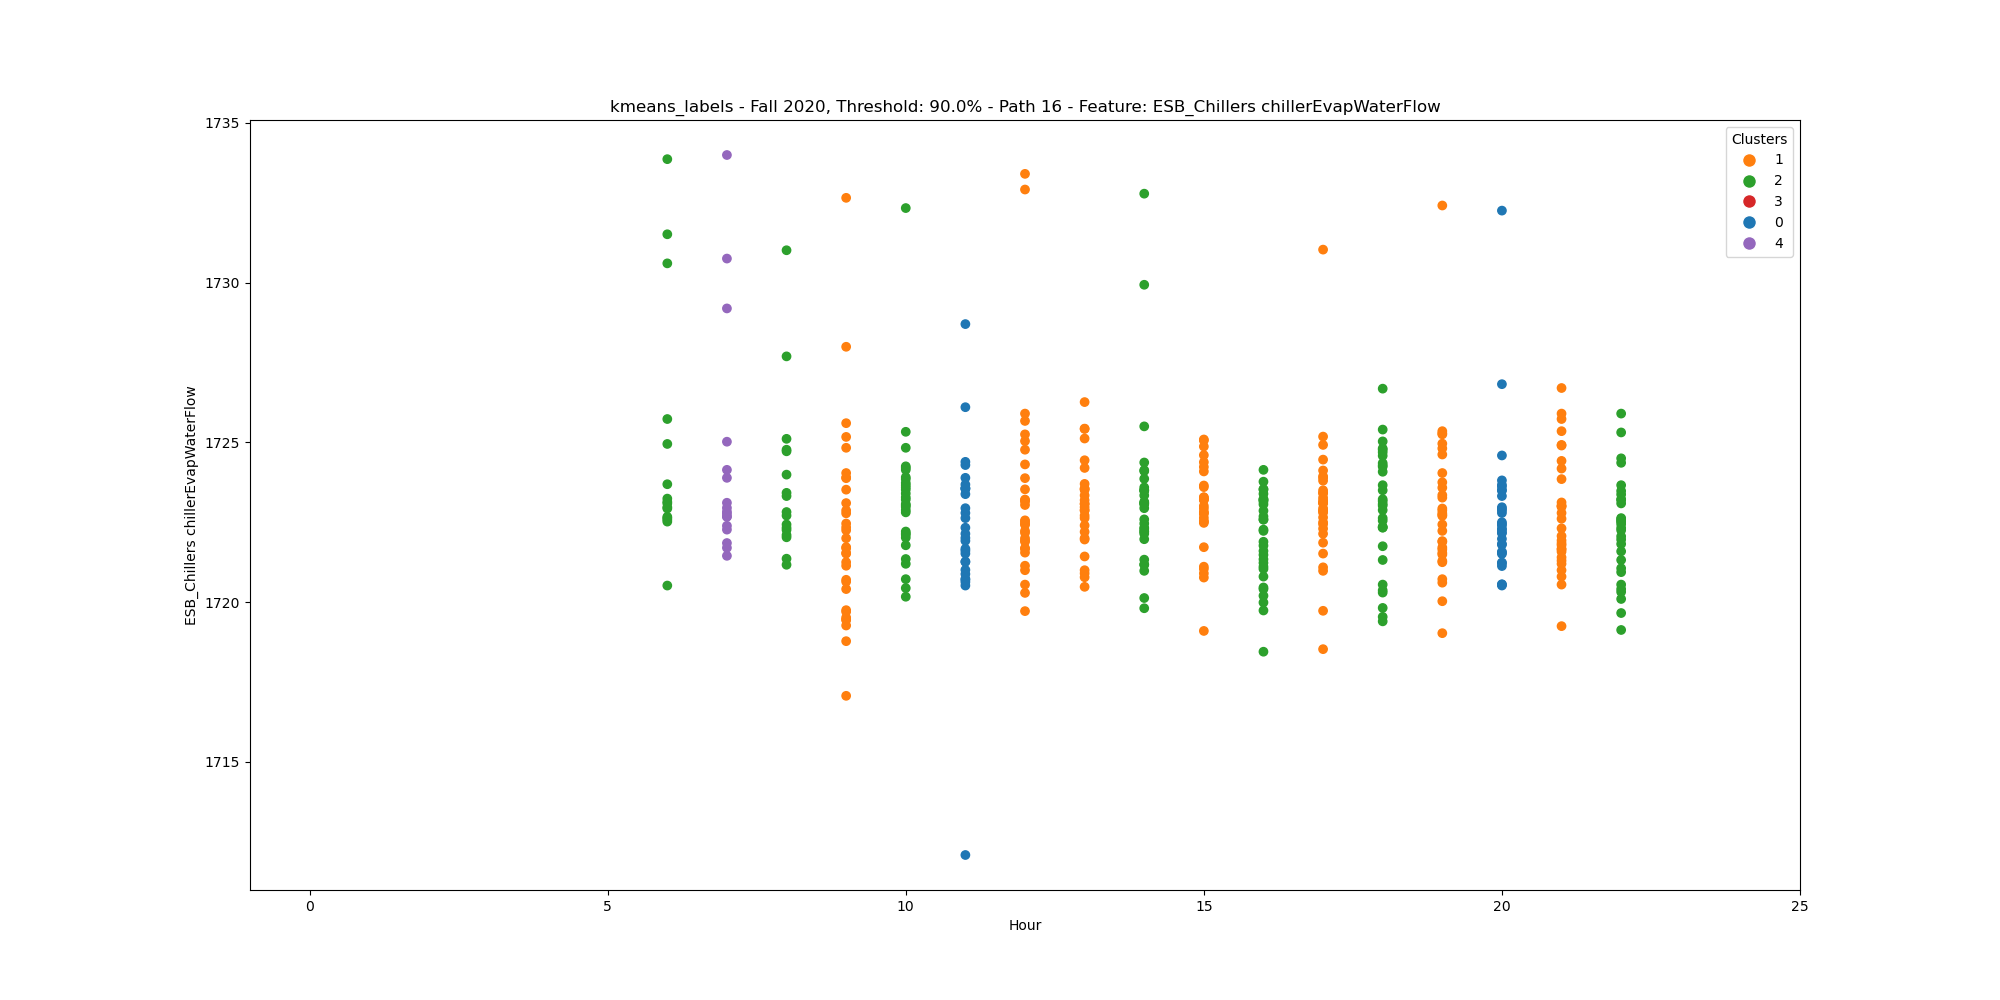 kmeans_labels - Fall 2020, Threshold: 90.0% - Path 16 - Feature: ESB_Chillers chillerEvapWaterFlow
Clusters
1
2
3
0
4
ESB_Chillers chillerEvapWaterFlow
1735
1730
1725
1720
1715
0 5 10 15 20 25
Hour